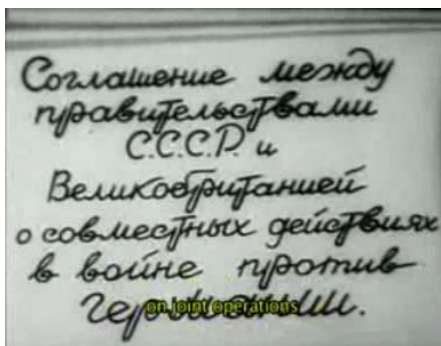 Соглашение между
правительствами
С.С.С.Р. и
Великобританией
о совместных действиях
в войне против
Германии.
on joint operations